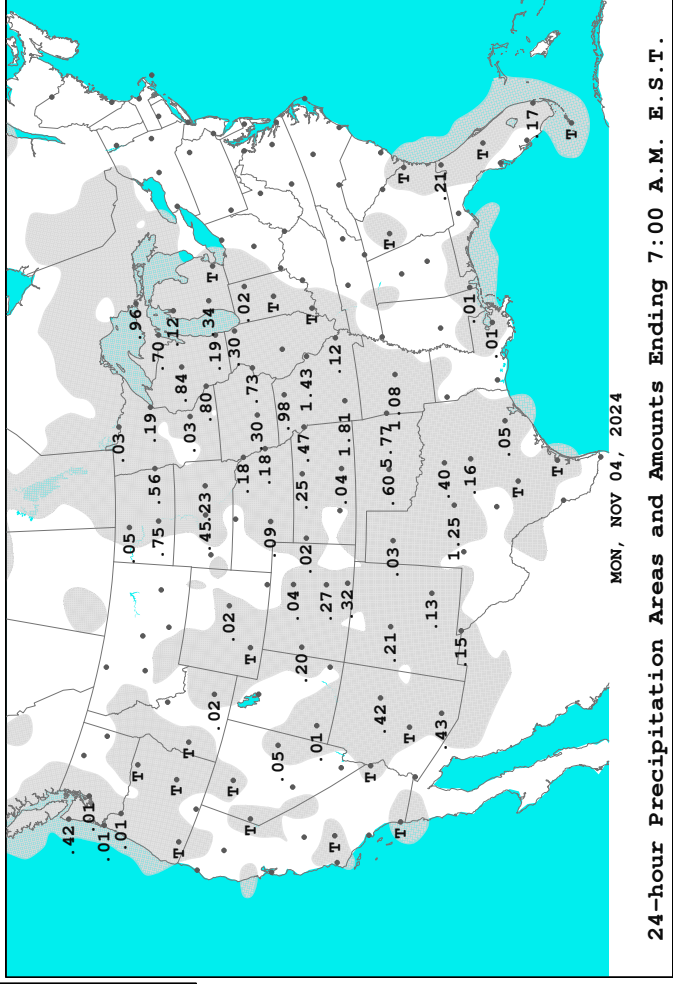 .42
.01
.01
.01
.03
.05
.96
T
.19
.56
.75
.70
.12
T
T
.84
T
.03
.45.23
.80
.34
T
.02
.19
.02
T
.30
.18
.02
T
T
.73
.30
.18
.09
T
.05
.98
.04
.20
.25
.47
.02
1.43
T
.01
.27
T
.12
.04
1.81
.32
T
.42
.605.77
T
.21
.03
1.08
T
T
T
.13
.21
.43
.40
1.25
.15
.16
.01
T
.01
.05
T
.17
T
T
MON, NOV 04, 2024
24-hour Precipitation Areas and Amounts Ending 7:00 A.M. E.S.T.